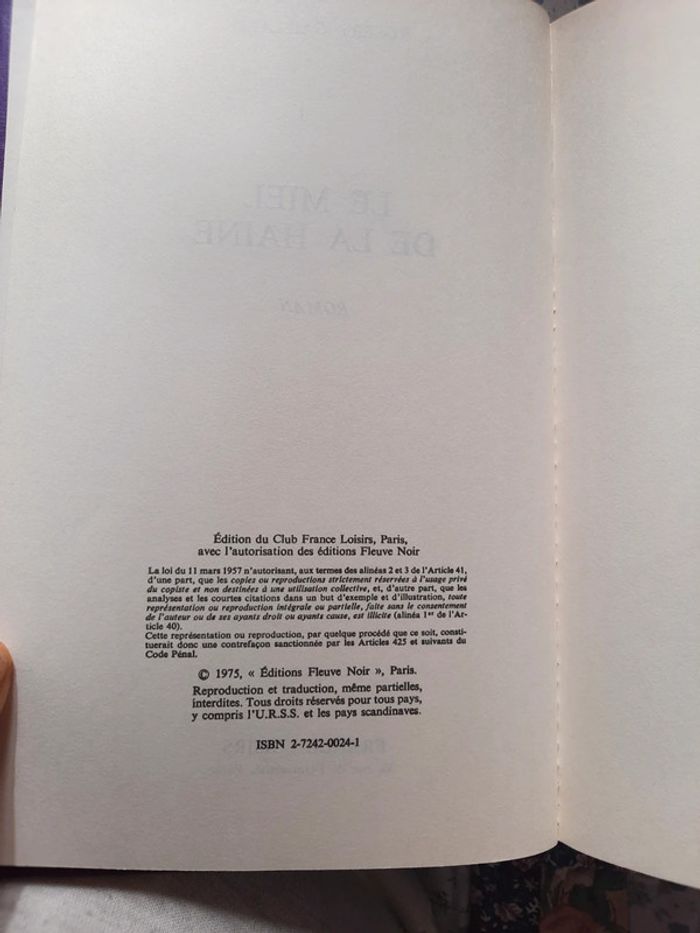 LE MIEL
DE LA HAINE
ROMAN
Édition du Club France Loisirs, Paris,
avec l'autorisation des éditions Fleuve Noir
La loi du 11 mars 1957 n'autorisant, aux termes des alinéas 2 et 3 de l'Article 41,
d'une part, que les copies ou reproductions strictement réservées à l'usage privé
du copiste et non destinées à une utilisation collective, et, d'autre part, que les
analyses et les courtes citations dans un but d'exemple et d'illustration, toute
représentation ou reproduction intégrale ou partielle, faite sans le consentement
de l'auteur ou de ses ayants droit ou ayants cause, est illicite (alinéa 1er de l'Ar-
ticle 40).
Cette représentation ou reproduction, par quelque procédé que ce soit, consti-
tuerait donc une contrefaçon sanctionnée par les Articles 425 et suivants du
Code Pénal.
© 1975, « Éditions Fleuve Noir », Paris.
Reproduction et traduction, même partielles,
interdites. Tous droits réservés pour tous pays,
y compris l'U.R.S.S. et les pays scandinaves.
ISBN 2-7242-0024-1